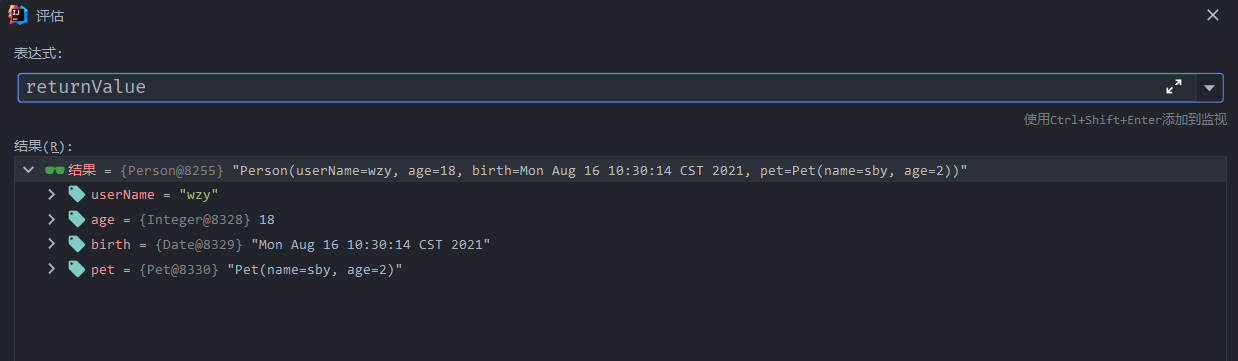 评估
表达式:
returnValue
使用Ctrl+Shift+Enter添加到监视
结果(R):
结果 = {Person@8255} "Person(userName=wzy, age=18, birth=Mon Aug 16 10:30:14 CST 2021, pet=Pet(name=sby, age=2))"
userName = "wzy"
age = {Integer@8328} 18
birth = {Date@8329} "Mon Aug 16 10:30:14 CST 2021"
pet = {Pet@8330} "Pet(name=sby, age=2)"